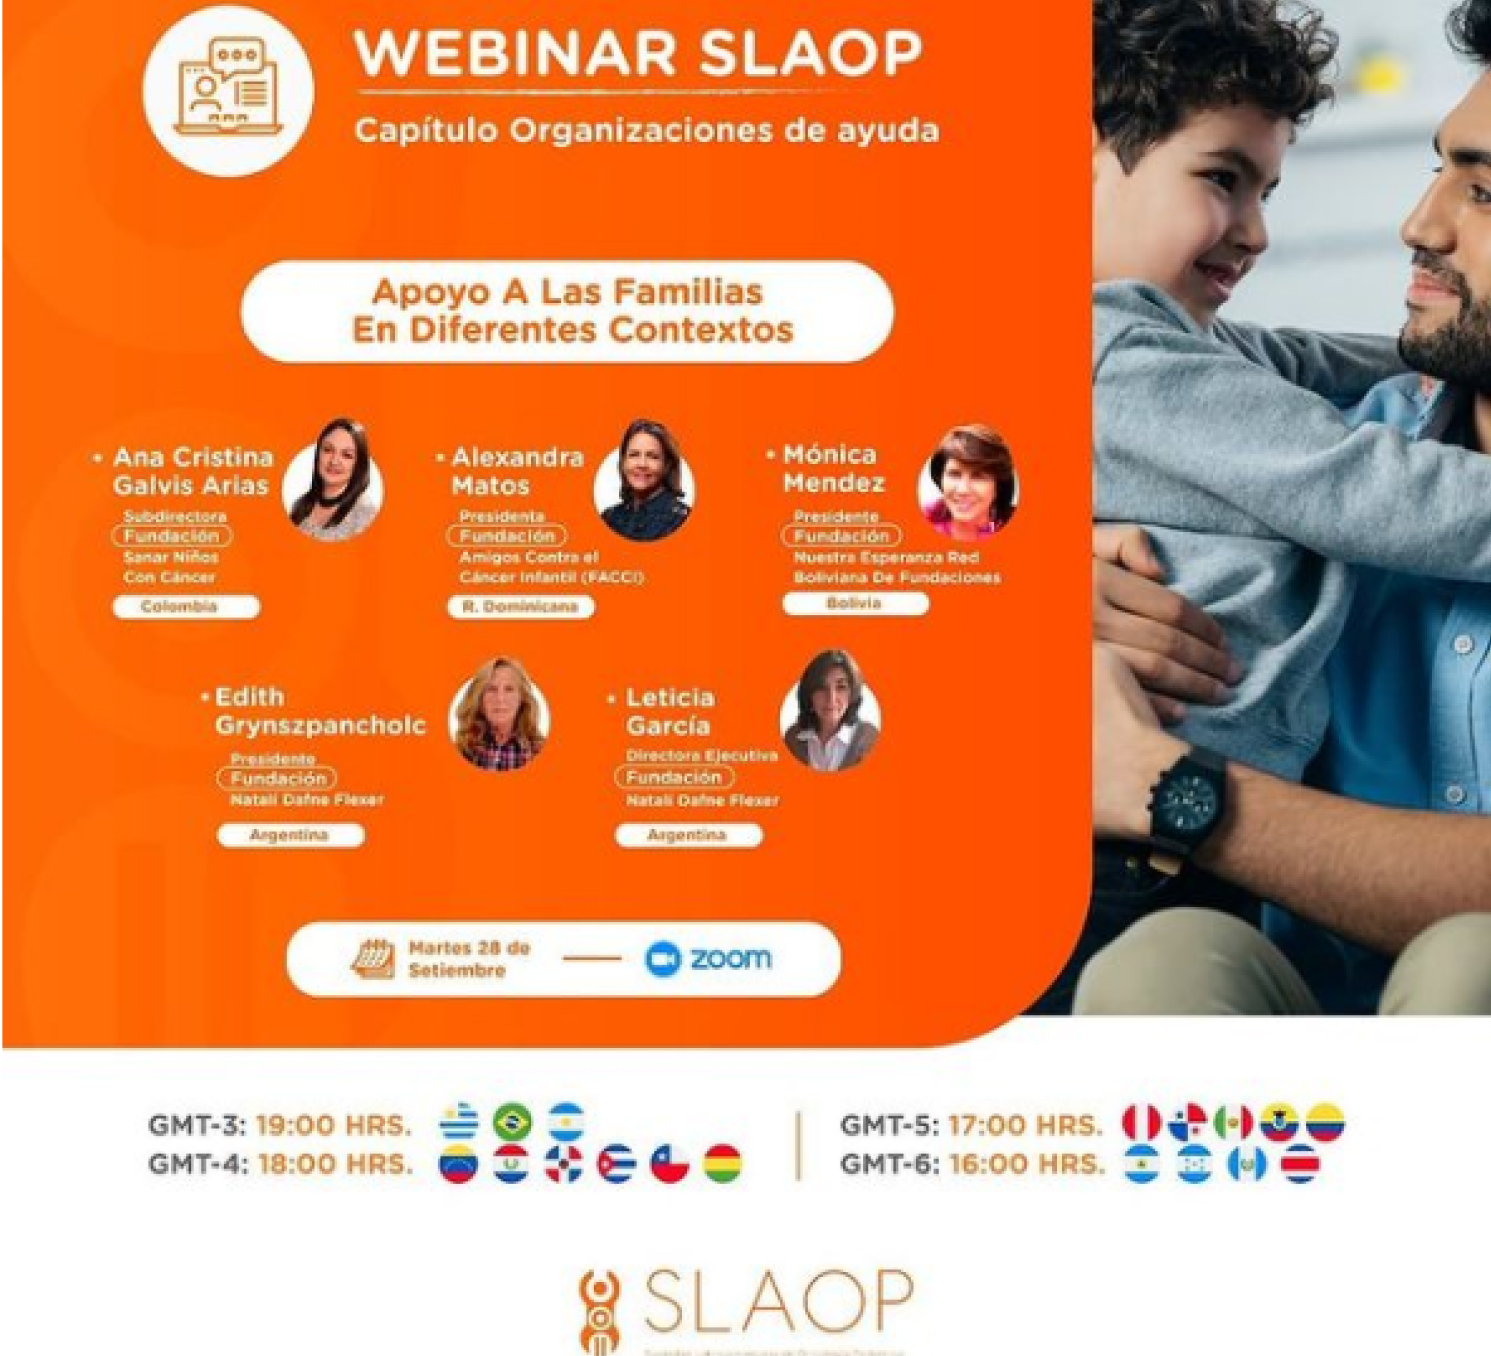 WEBINAR SLAOP
Capítulo Organizaciones de ayuda
Apoyo A Las Familias
En Diferentes Contextos
• Ana Cristina
Galvis Arias
Subdirectora
Fundación
Sanar Niños
Con Cáncer
Colombia
• Alexandra
Matos
Presidenta
Fundación
Amigos Contra el
Cáncer Infantil (FACCI)
R. Dominicana
• Mónica
Mendez
Presidente
Fundación
Nuestra Esperanza Red
Boliviana De Fundaciones
Bolivia
• Edith
Grynszpancholc
Presidente
Fundación
Natalí Dafne Flexer
Argentina
• Leticia
García
Directora Ejecutiva
Fundación
Natalí Dafne Flexer
Argentina
Martes 28 de
Setiembre
zoom
GMT-3: 19:00 HRS.
GMT-4: 18:00 HRS.
GMT-5: 17:00 HRS.
GMT-6: 16:00 HRS.
SLAOP